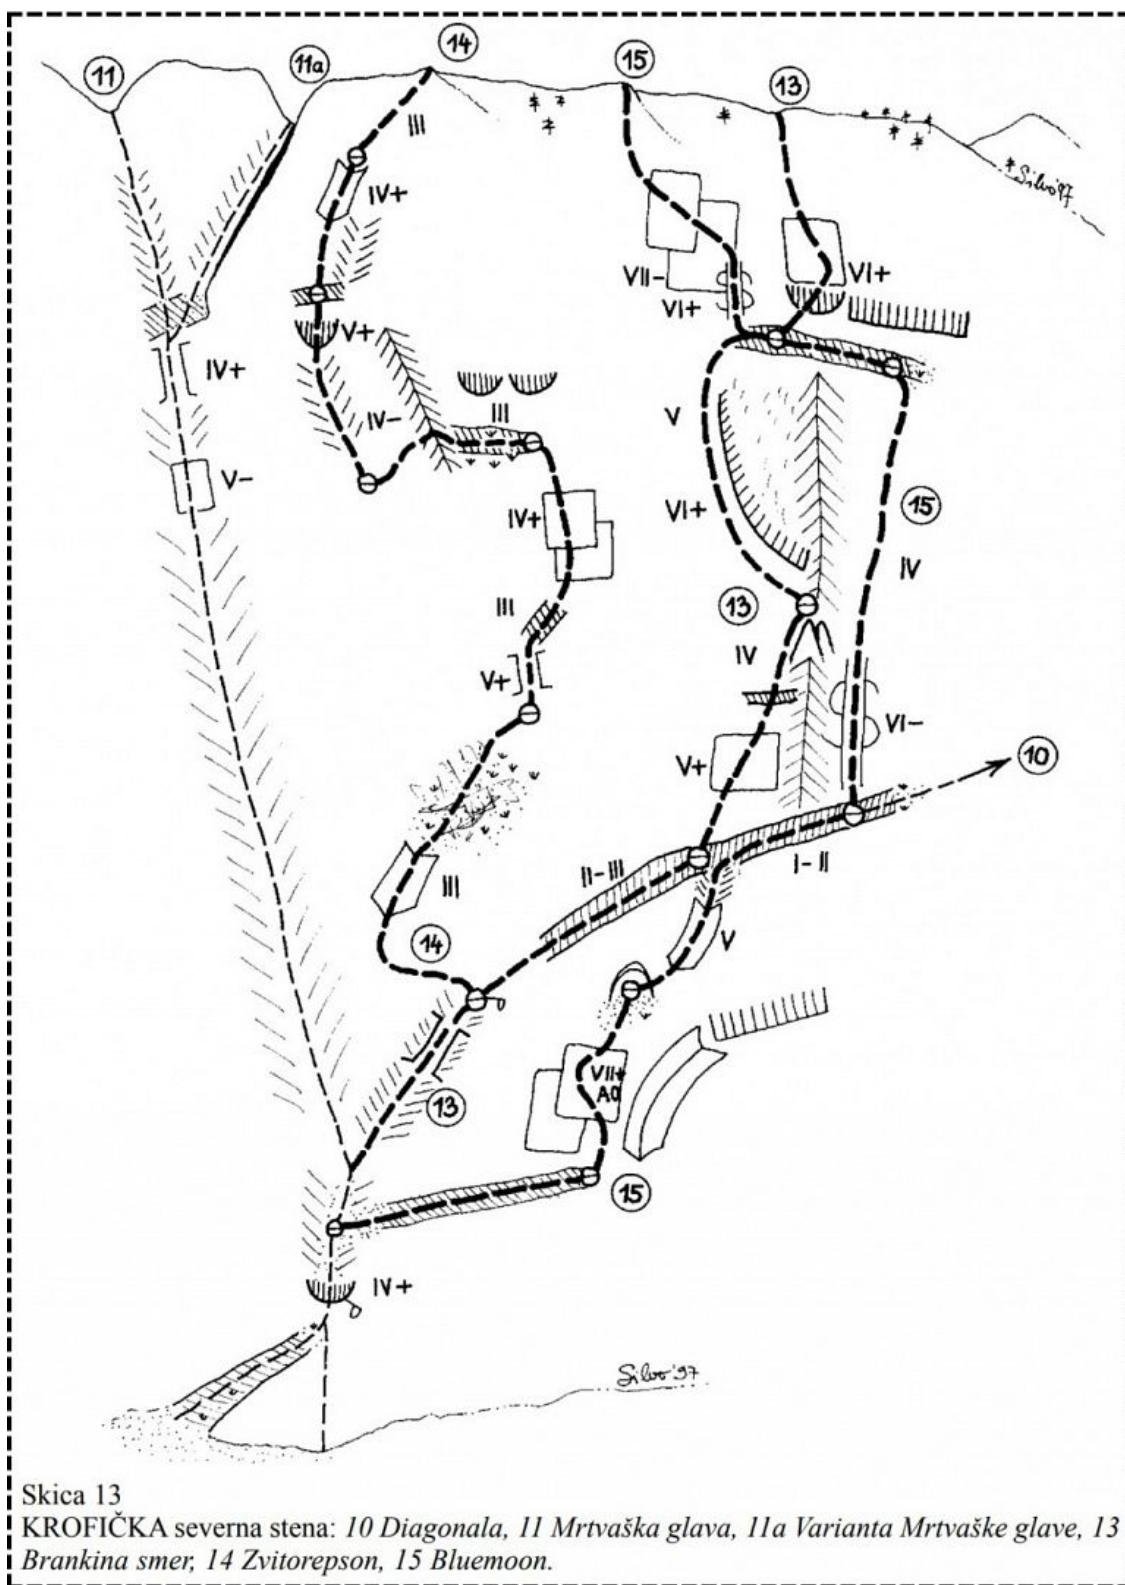 11
11a
14
15
13
III
IV+
Silvo'97
VII-
VI+
VI+
V+
IV+
IV-
III
V
V-
VI+
15
IV+
IV
III
13
IV
V+
VI-
V+
10
II-III
I-II
III
14
V
VII+
A0
13
15
IV+
Silvo'97
Skica 13
KROFIČKA severna stena: 10 Diagonala, 11 Mrtvaška glava, 11a Varianta Mrtvaške glave, 13
Brankina smer, 14 Zvitorepson, 15 Bluemoon.